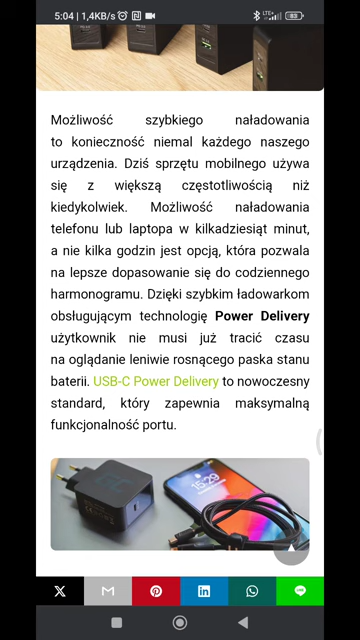 5:04 | 1,4KB/s
LTE+
Możliwość szybkiego naładowania
to konieczność niemal każdego naszego
urządzenia. Dziś sprzętu mobilnego używa
się z większą częstotliwością niż
kiedykolwiek. Możliwość naładowania
telefonu lub laptopa w kilkadziesiąt minut,
a nie kilka godzin jest opcją, która pozwala
na lepsze dopasowanie się do codziennego
harmonogramu. Dzięki szybkim ładowarkom
obsługującym technologię Power Delivery
użytkownik nie musi już tracić czasu
na oglądanie leniwie rosnącego paska stanu
baterii. USB-C Power Delivery to nowoczesny
standard, który zapewnia maksymalną
funkcjonalność portu.
15:29